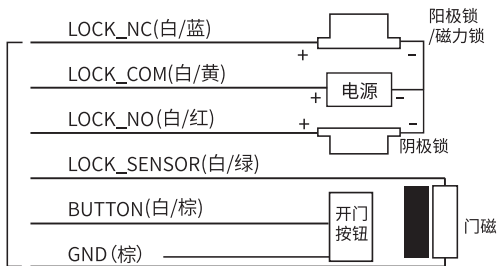 LOCK_NC(白/蓝)
阳极锁
/磁力锁
+ -
LOCK_COM(白/黄)
电源
+ -
LOCK_NO(白/红)
+ -
阴极锁
LOCK_SENSOR(白/绿)
BUTTON(白/棕)
开门
按钮
门磁
GND(棕)